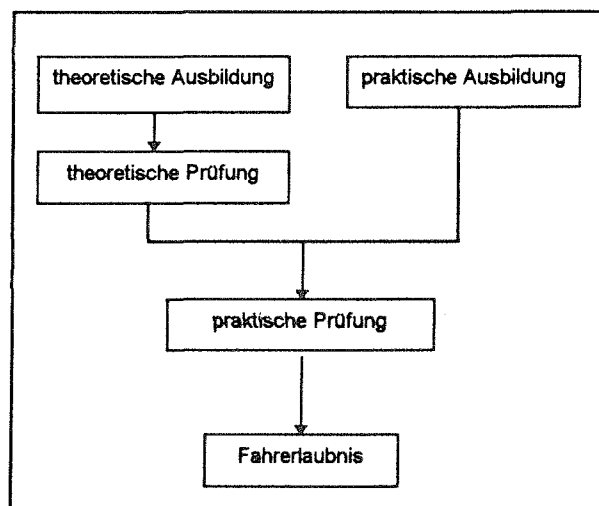 theoretische Ausbildung
praktische Ausbildung
theoretische Prüfung
praktische Prüfung
Fahrerlaubnis